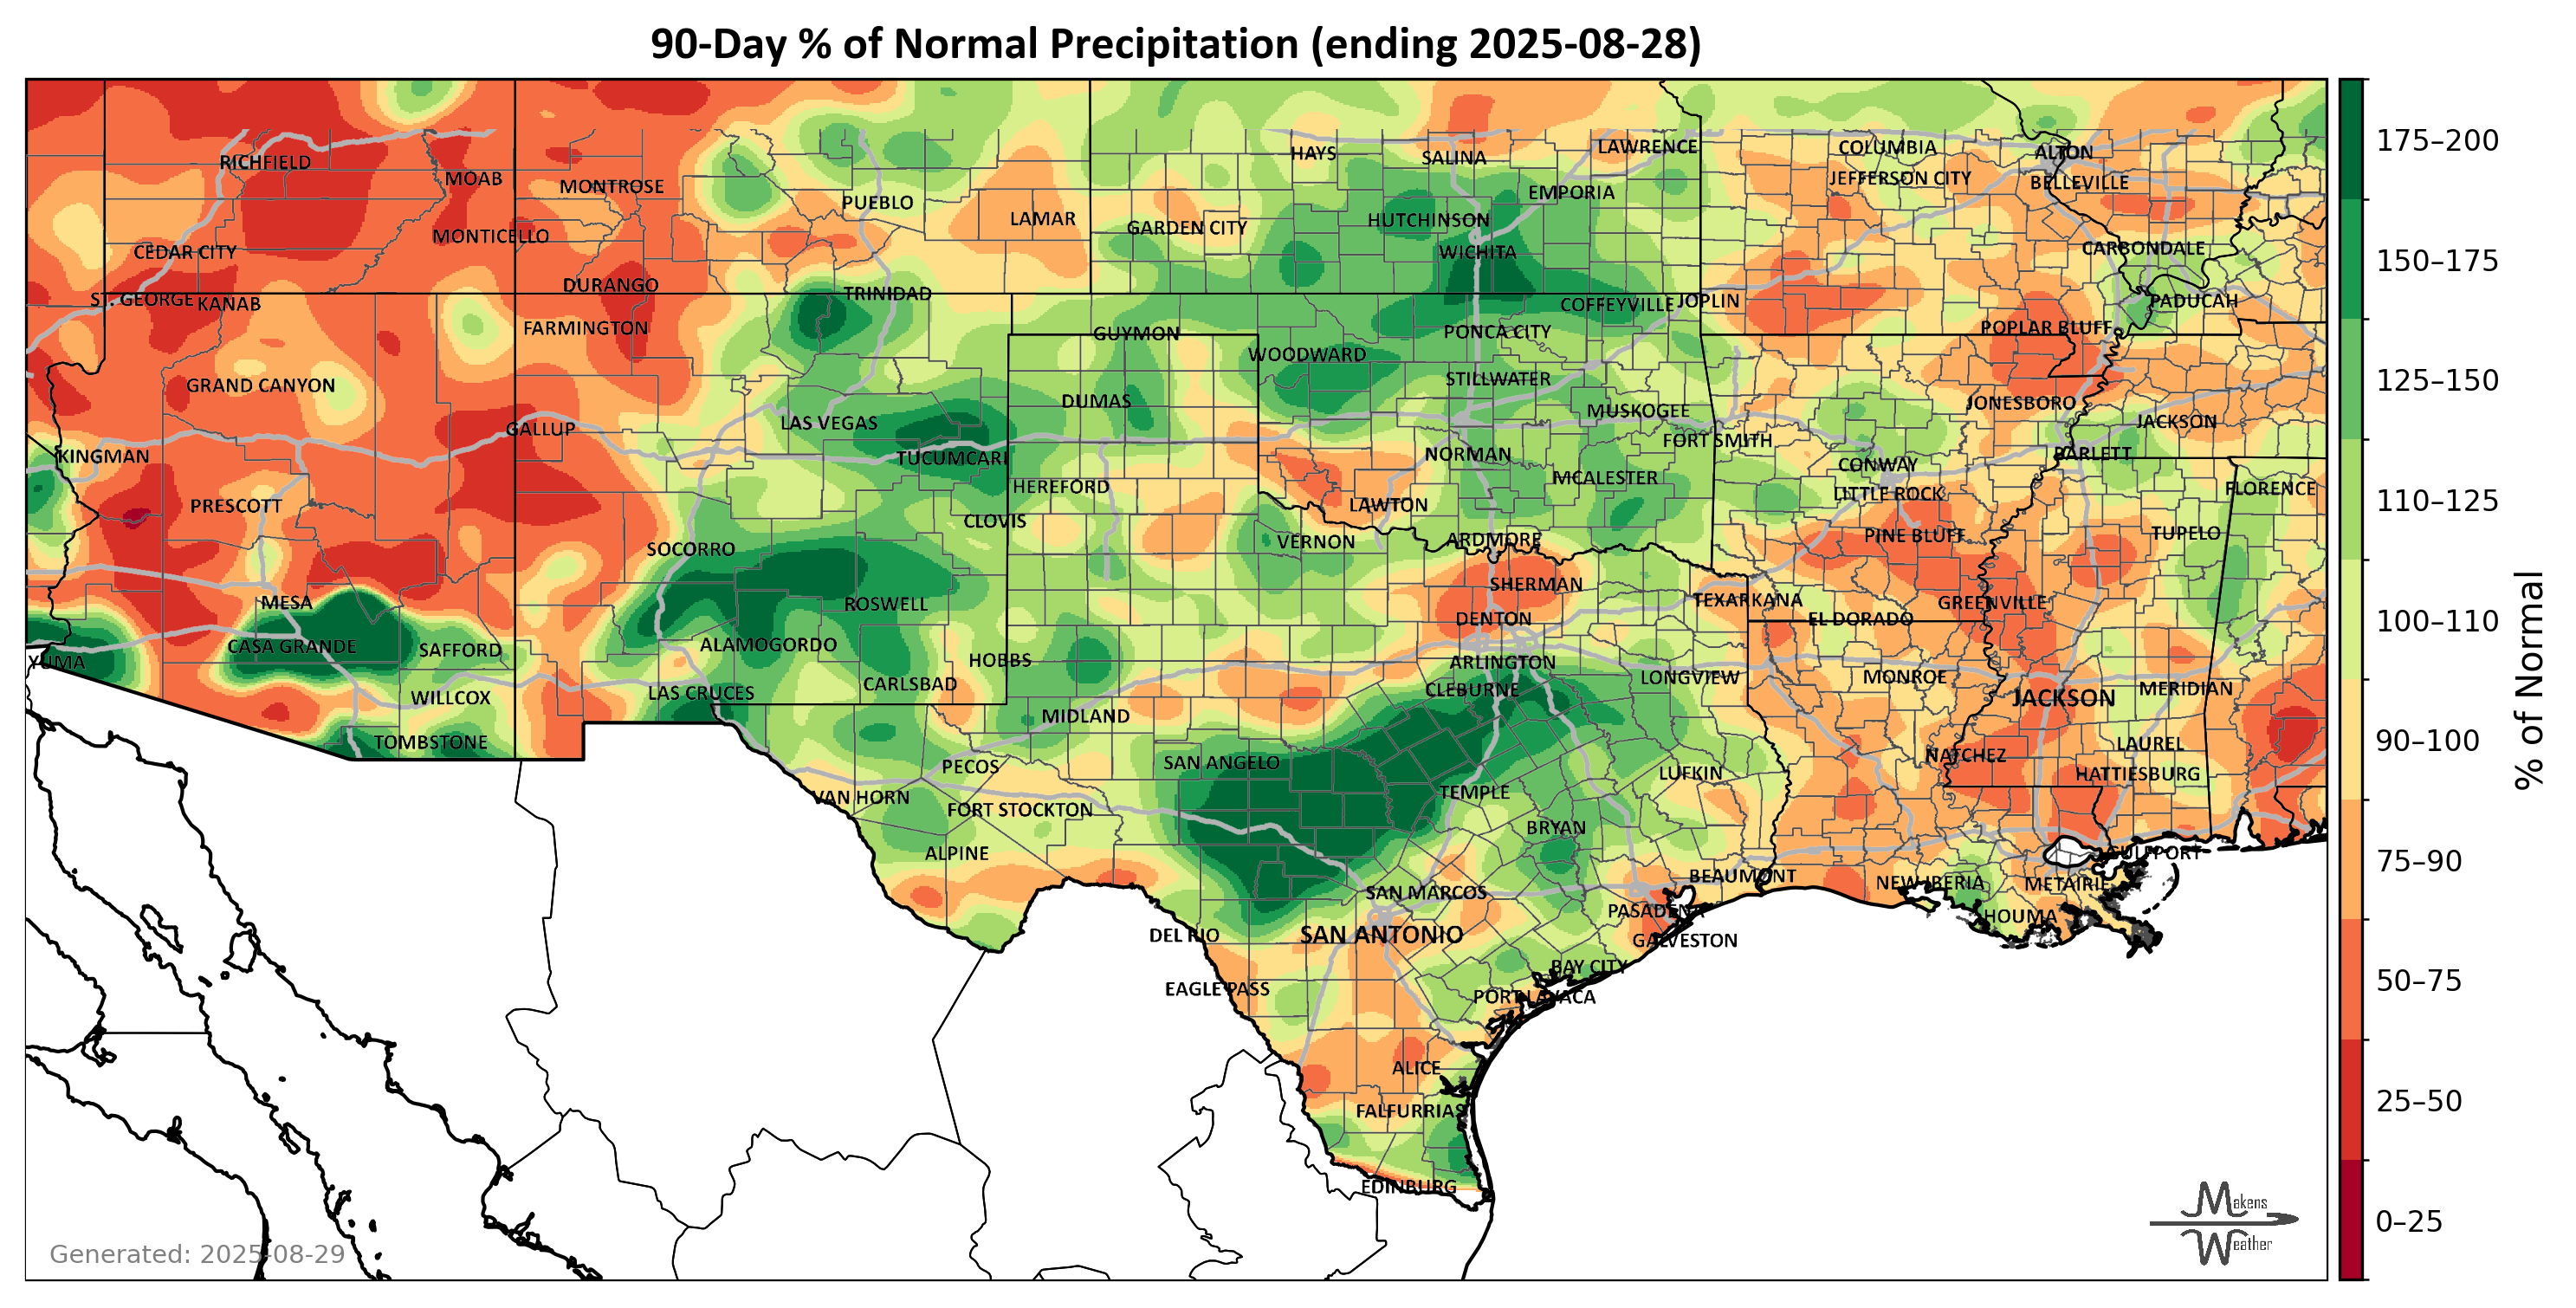 90-Day % of Normal Precipitation (ending 2025-08-28)
HAYS
SALINA
LAWRENCE
COLUMBIA
ALTON
RICHFIELD
MOAB
MONTROSE
EMPORIA
JEFFERSON CITY
BELLEVILLE
PUEBLO
LAMAR
GARDEN CITY
HUTCHINSON
MONTICELLO
CEDAR CITY
WICHITA
CARBONDALE
DURANGO
TRINIDAD
ST. GEORGE
KANAB
COFFEYVILLE
JOPLIN
PADUCAH
FARMINGTON
GUYMON
PONCA CITY
POPLAR BLUFF
WOODWARD
GRAND CANYON
STILLWATER
DUMAS
MUSKOGEE
JONESBORO
LAS VEGAS
JACKSON
GALLUP
FORT SMITH
KINGMAN
TUCUMCARI
NORMAN
BARLETT
CONWAY
MCALESTER
HEREFORD
LITTLE ROCK
FLORENCE
PRESCOTT
LAWTON
CLOVIS
VERNON
ARDMORE
PINE BLUFF
TUPELO
SOCORRO
SHERMAN
MESA
ROSWELL
TEXARKANA
GREENVILLE
DENTON
EL DORADO
CASA GRANDE
SAFFORD
ALAMOGORDO
YUMA
HOBBS
ARLINGTON
LONGVIEW
MONROE
CARLSBAD
CLEBURNE
MERIDIAN
WILLCOX
LAS CRUCES
JACKSON
MIDLAND
TOMBSTONE
LAUREL
NATCHEZ
PECOS
SAN ANGELO
LUFKIN
HATTIESBURG
VAN HORN
FORT STOCKTON
TEMPLE
BRYAN
ALPINE
GULFPORT
BEAUMONT
NEW IBERIA
METAIRIE
SAN MARCOS
PASADENA
HOUMA
DEL RIO
SAN ANTONIO
GALVESTON
BAY CITY
EAGLE PASS
PORT LAVACA
ALICE
FALFURRIAS
EDINBURG
Generated: 2025-08-29
Makens
Weather
175–200
150–175
125–150
110–125
100–110
90–100
75–90
50–75
25–50
0–25
% of Normal